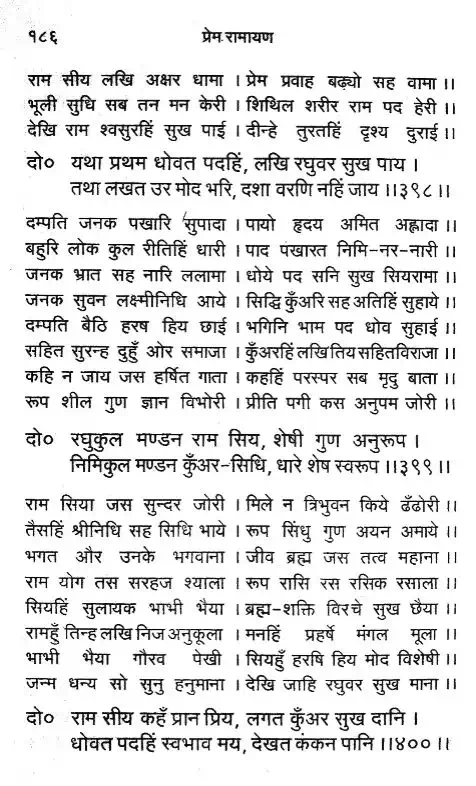 १८६
प्रेम रामायण
राम सीय लखि अक्षर धामा । प्रेम प्रवाह बढ़्यो सह वामा ।।
भूली सुधि सब तन मन केरी । शिथिल शरीर राम पद हेरी ।।
देखि राम श्वसुरहिं सुख पाई । दीन्हे तुरतहिं दृश्य दुराई ।।
दो० यथा प्रथम धोवत पदहिं, लखि रघुवर सुख पाय ।
तथा लखत उर मोद भरि, दशा वरणि नहिं जाय ।।३९८।।
दम्पति जनक पखारि सुपादा । पायो हृदय अमित अह्लादा ।।
बहुरि लोक कुल रीतिहिं धारी । पाद पखारत निमि-नर-नारी ।।
जनक भ्रात सह नारि ललामा । धोये पद सनि सुख सियरामा ।।
जनक सुवन लक्ष्मीनिधि आये । सिद्धि कुँअरि सह अतिहिं सुहाये ।।
दम्पति बैठि हरष हिय छाई । भगिनि भाम पद धोव सुहाई ।।
सहित सुरन्ह दुहुँ ओर समाजा । कुँअरहिं लखि तिय सहित विराजा ।।
कहि न जाय जस हर्षित गाता । कहहिं परस्पर सब मृदु बाता ।।
रूप शील गुण ज्ञान विभोरी । प्रीति पगी कस अनुपम जोरी ।।
दो० रघुकुल मण्डन राम सिय, शेषी गुण अनुरूप ।
निमिकुल मण्डन कुँअर-सिधि, धारे शेष स्वरूप ।।३९९।।
राम सिया जस सुन्दर जोरी । मिले न त्रिभुवन किये ढँढोरी ।।
तैसहिं श्रीनिधि सह सिधि भाये । रूप सिंधु गुण अयन अमाये ।।
भगत और उनके भगवाना । जीव ब्रह्म जस तत्व महाना ।।
राम योग तस सरहज श्याला । रूप रासि रस रसिक रसाला ।।
सियहिं सुलायक भाभी भैया । ब्रह्म-शक्ति विरचे सुख छैया ।।
रामहुँ तिन्ह लखि निज अनुकूला । मनहिं प्रहर्षे मंगल मूला ।।
भाभी भैया गौरव पेखी । सियहुँ हरषि हिय मोद विशेषी ।।
जन्म धन्य सो सुनु हनुमाना । देखि जाहि रघुवर सुख माना ।।
दो० राम सीय कहँ प्रान प्रिय, लगत कुँअर सुख दानि ।
धोवत पदहिं स्वभाव मय, देखत कंकन पानि ।।४००।।